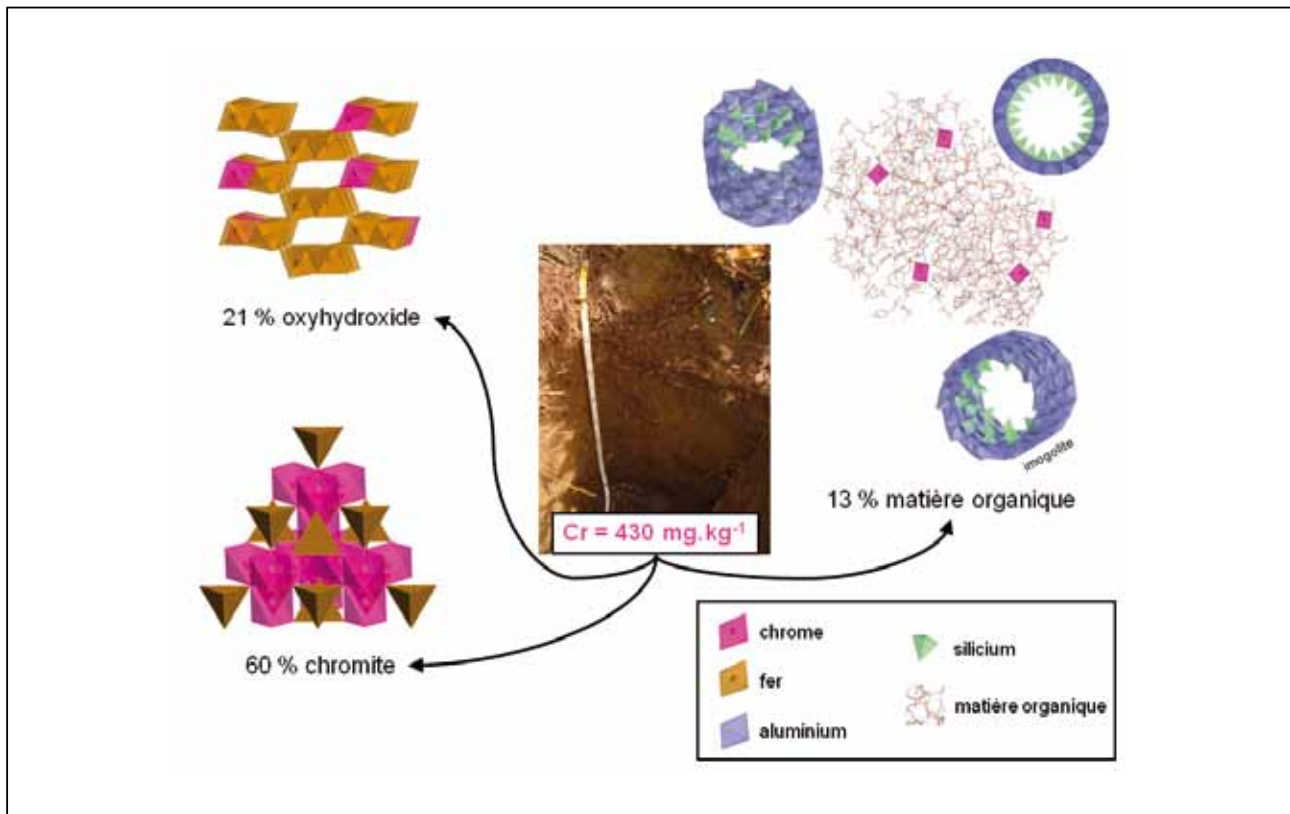 21 % oxyhydroxide
imogolite
13 % matière organique
Cr = 430 mg.kg-1
60 % chromite
chrome
fer
aluminium
silicium
matière organique